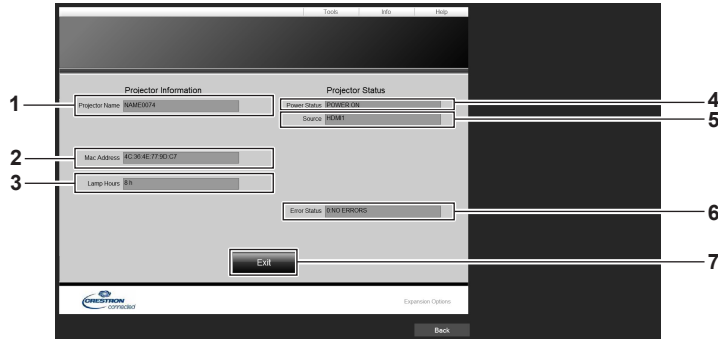 Tools Info Help
Projector Information Projector Status
1 Projector Name NAME0074 Power Status POWER ON 4
Source HDMI1 5
2 Mac Address 4C:36:4E:77:9D:C7
3 Lamp Hours 8 h
Error Status 0:NO ERRORS 6
Exit 7
CRESTRON connected Expansion Options
Back